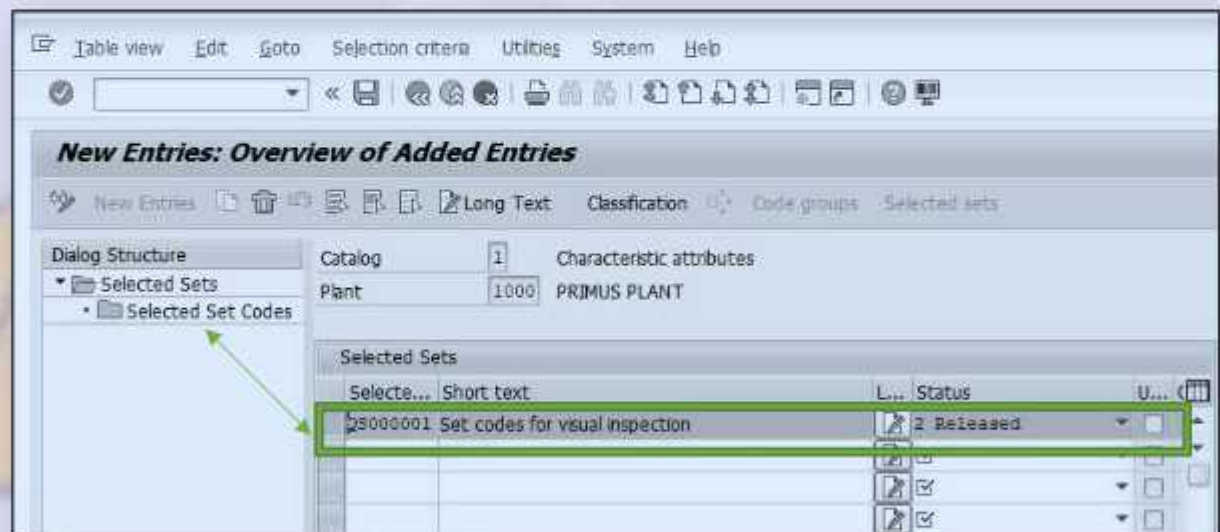 Table view Edit Goto Selection criteria Utilities System Help
New Entries: Overview of Added Entries
New Entries Long Text Classification Code groups Selected sets
Dialog Structure
Selected Sets
Selected Set Codes
Catalog 1 Characteristic attributes
Plant 1000 PRIMUS PLANT
Selected Sets
Selecte... Short text L... Status U...
Set codes for visual inspection 2 Released